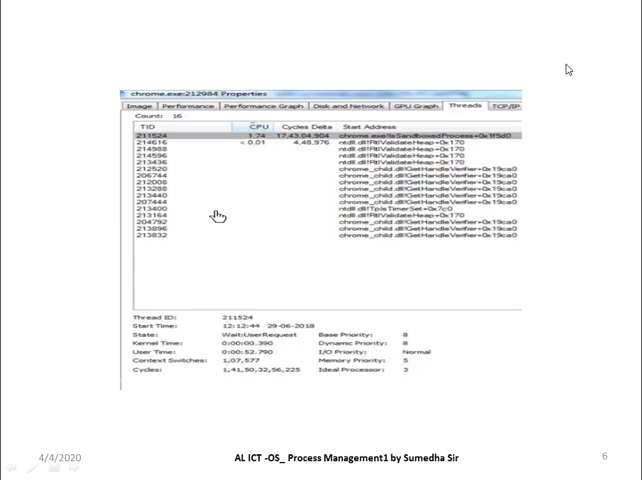 chrome.exe:212984 Properties
Image Performance Performance Graph Disk and Network GPU Graph Threads TCP/IP
Count: 16
TID CPU Cycles Delta Start Address
211524 1.74 17,43,04,904 chrome.exe!IsSandboxedProcess+0x1f5d0
214616 < 0.01 4,48,976 ntdll.dll!RtlValidateHeap+0x170
214988 ntdll.dll!RtlValidateHeap+0x170
214596 ntdll.dll!RtlValidateHeap+0x170
213436 ntdll.dll!RtlValidateHeap+0x170
212520 chrome_child.dll!GetHandleVerifier+0x19ca0
206744 chrome_child.dll!GetHandleVerifier+0x19ca0
212008 chrome_child.dll!GetHandleVerifier+0x19ca0
213288 chrome_child.dll!GetHandleVerifier+0x19ca0
213440 chrome_child.dll!GetHandleVerifier+0x19ca0
207444 chrome_child.dll!GetHandleVerifier+0x19ca0
213400 ntdll.dll!TpIsTimerSet+0x7c0
213164 ntdll.dll!RtlValidateHeap+0x170
204792 chrome_child.dll!GetHandleVerifier+0x19ca0
213896 chrome_child.dll!GetHandleVerifier+0x19ca0
213832 chrome_child.dll!GetHandleVerifier+0x19ca0
Thread ID: 211524
Start Time: 12:12:44 29-06-2018
State: Wait:UserRequest Base Priority: 8
Kernel Time: 0:00:00.390 Dynamic Priority: 8
User Time: 0:00:52.790 I/O Priority: Normal
Context Switches: 1,07,577 Memory Priority: 5
Cycles: 1,41,50,32,56,225 Ideal Processor: 3
4/4/2020 AL ICT -OS_ Process Management1 by Sumedha Sir 6